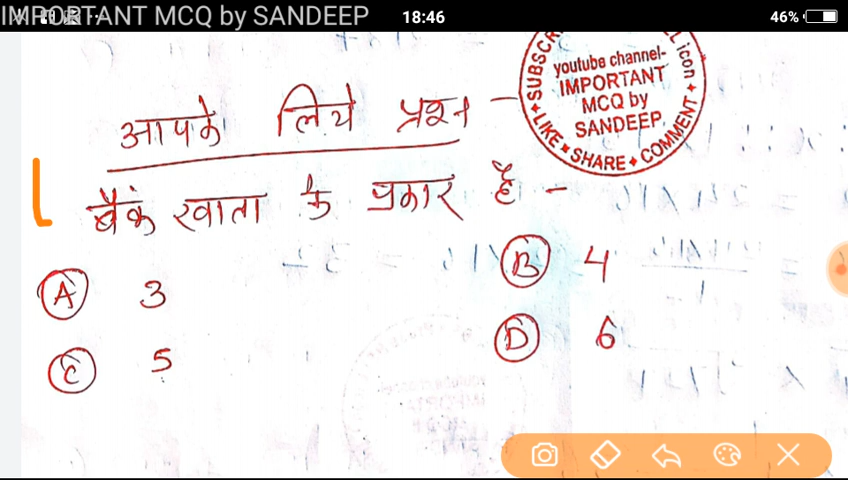 IMPORTANT MCQ by SANDEEP 18:46 46%
SUBSCR
youtube channel-
IMPORTANT
MCQ by
SANDEEP.
LIKE ♦ SHARE ♦ COMMENT ♦ L icon ♦
आपके लिये प्रश्न -
बैंक खाता के प्रकार है -
(A) 3 (B) 4
(C) 5 (D) 6